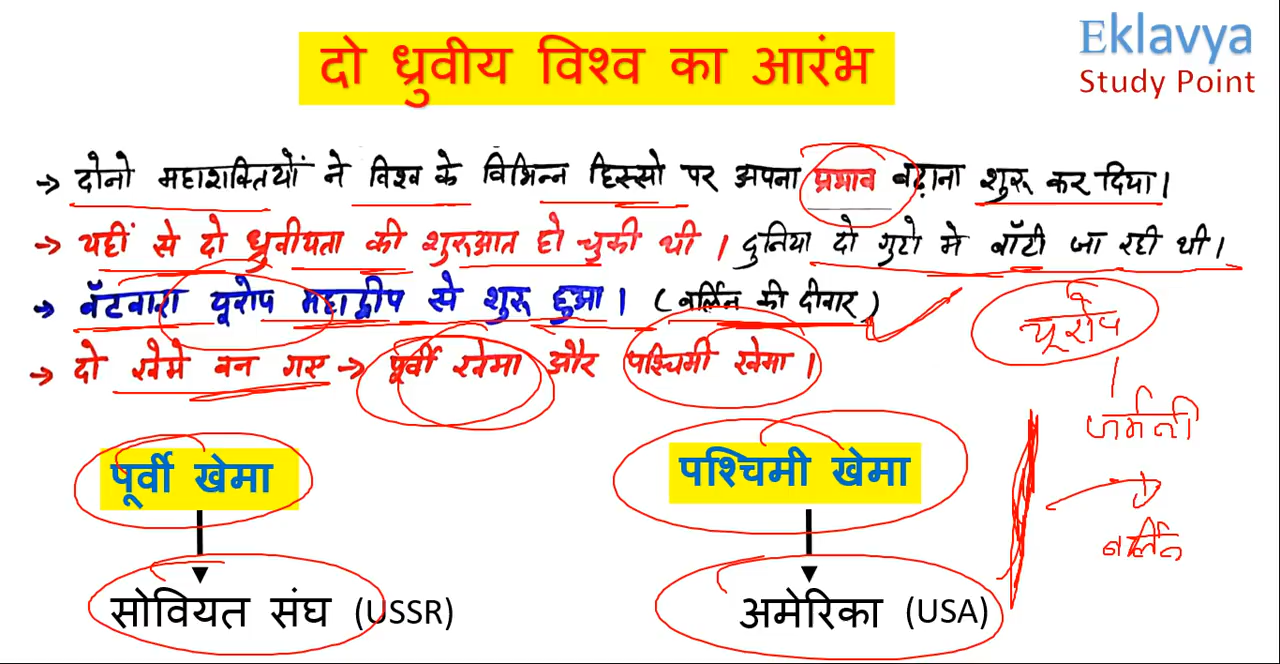 Eklavya
Study Point
दो ध्रुवीय विश्व का आरंभ
→ दोनो महाशक्तियों ने विश्व के विभिन्न हिस्सो पर अपना प्रभाव बढ़ाना शुरू कर दिया।
→ यहीं से दो ध्रुवीयता की शुरुआत हो चुकी थी। दुनिया दो गुटो मे बाँटी जा रही थी।
→ बँटवारा यूरोप महाद्वीप से शुरू हुआ। (बर्लिन की दीवार)
यूरोप
→ दो खेमे बन गए → पूर्वी खेमा और पश्चिमी खेमा।
जर्मनी
पूर्वी खेमा
पश्चिमी खेमा
बर्लिन
सोवियत संघ (USSR)
अमेरिका (USA)